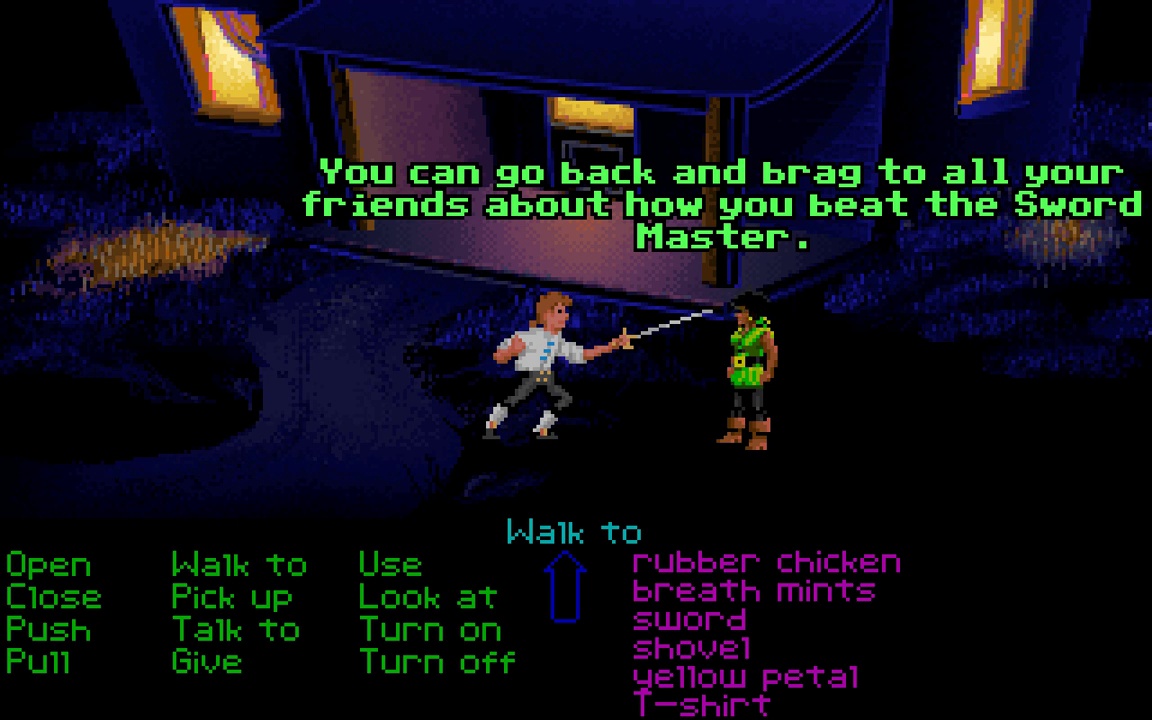 You can go back and brag to all your
friends about how you beat the Sword
Master.
Walk to
Open Walk to Use
Close Pick up Look at
Push Talk to Turn on
Pull Give Turn off
rubber chicken
breath mints
sword
shovel
yellow petal
T-shirt